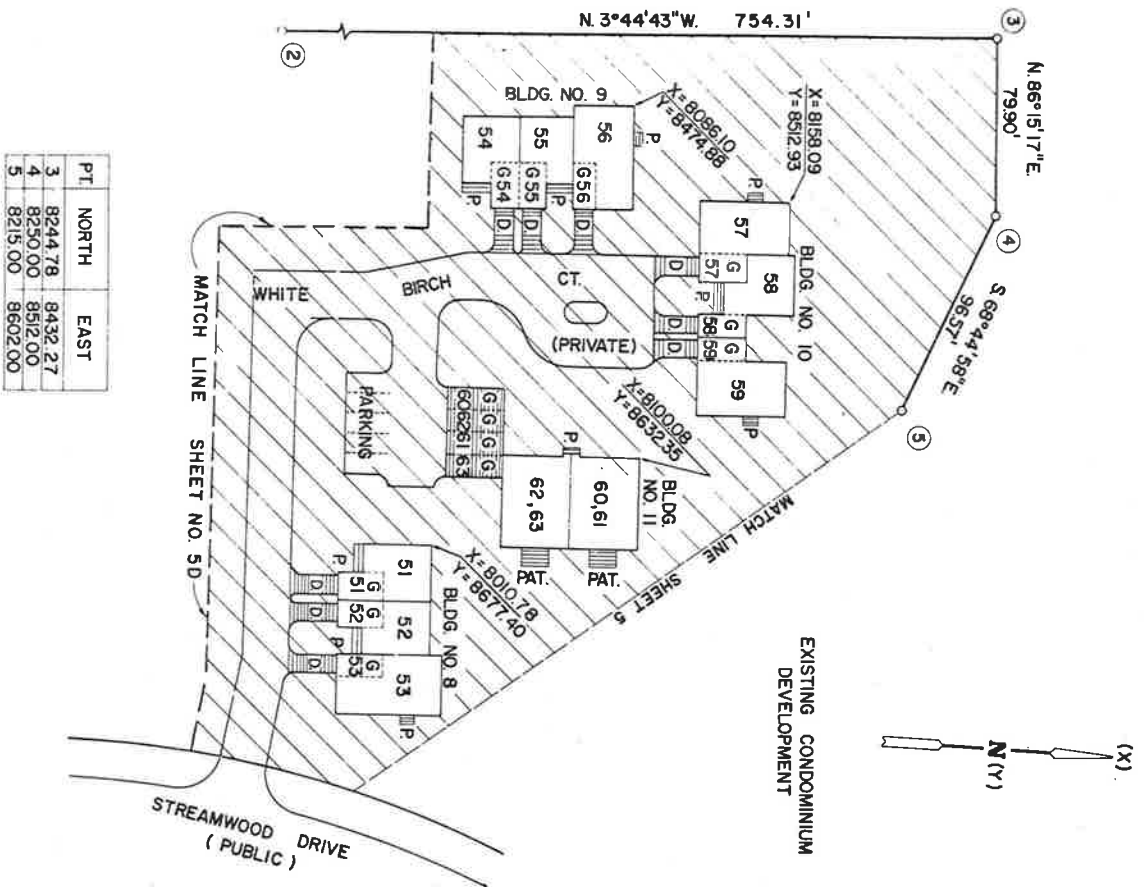 N. 3°44'43"W. 754.31'
3
2
N. 86°15'17"E.
79.90'
4
S. 68°44'58"E.
96.57'
5
X=8158.09
Y=8512.93
X=8086.10
Y=8474.88
BLDG. NO. 9
54
55
56
G54
G55
G56
P.
P.
P.
D.
D.
D
BLDG. NO. 10
57
58
59
G
57
G
58
G
59
P.
P.
P
D
D
D
WHITE BIRCH CT.
(PRIVATE)
PARKING
60 62 61 63
G G G G
X=8100.08
Y=8632.35
BLDG.
NO. 11
60,61
62,63
P.
PAT.
PAT.
X=8010.78
Y=8677.40
BLDG. NO. 8
51
52
53
G
51
G
52
G
53
P.
P.
P.
D
D
D
MATCH LINE SHEET 5
MATCH LINE SHEET NO. 5D
STREAMWOOD DRIVE
( PUBLIC )
EXISTING CONDOMINIUM
DEVELOPMENT
(X)
N (Y)
PT. NORTH EAST
3 8244.78 8432.27
4 8250.00 8512.00
5 8215.00 8602.00